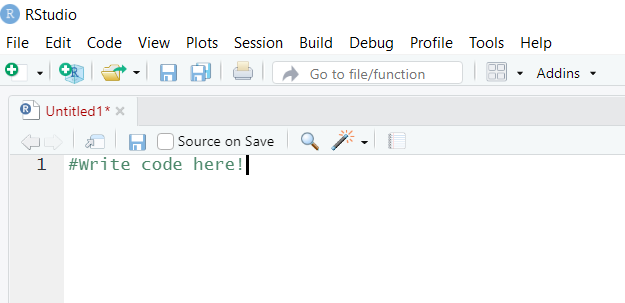 RStudio
File Edit Code View Plots Session Build Debug Profile Tools Help
Go to file/function Addins
Untitled1*
Source on Save
1 #Write code here!